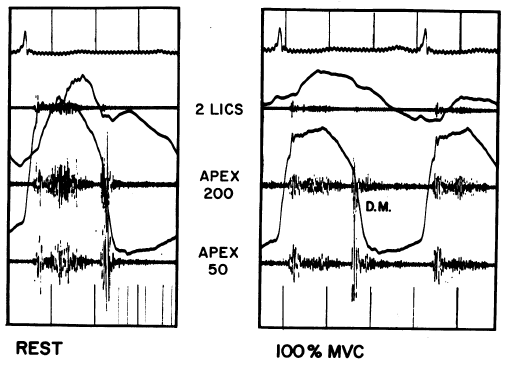 2 LICS
APEX
200
D.M.
APEX
50
REST
100% MVC